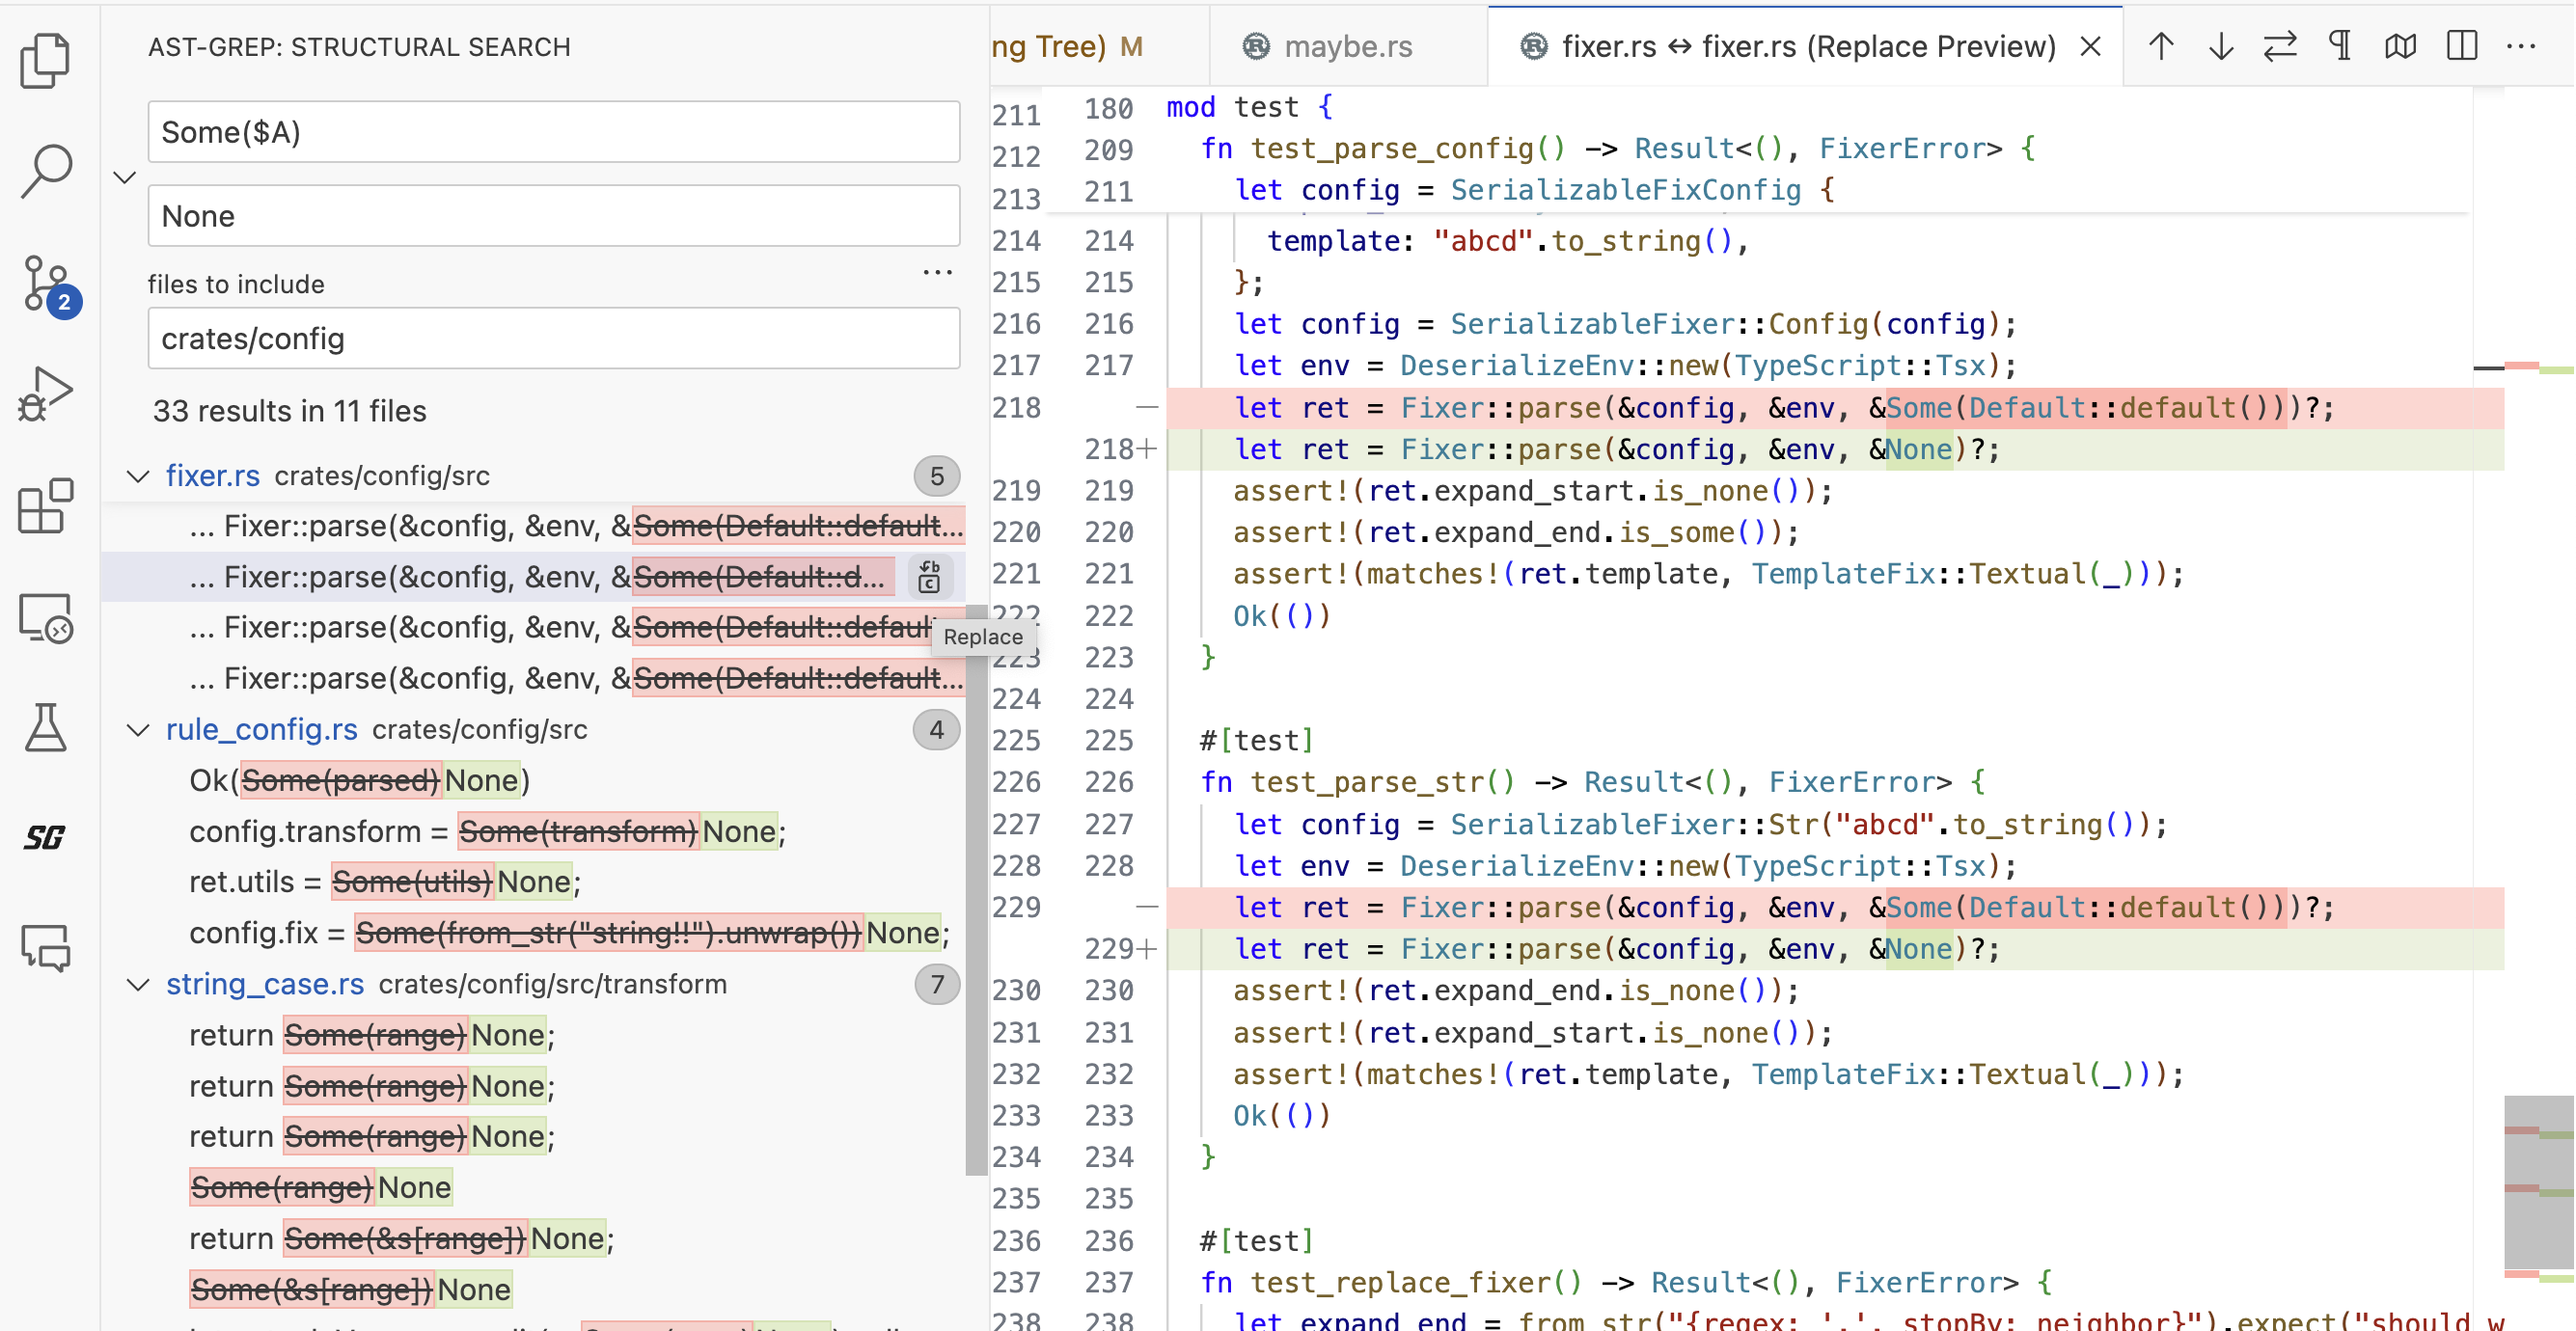 AST-GREP: STRUCTURAL SEARCH
Some($A)
None
files to include
...
crates/config
33 results in 11 files
fixer.rs crates/config/src 5
... Fixer::parse(&config, &env, &Some(Default::default...
... Fixer::parse(&config, &env, &Some(Default::d...
... Fixer::parse(&config, &env, &Some(Default::default
Replace
... Fixer::parse(&config, &env, &Some(Default::default...
rule_config.rs crates/config/src 4
Ok(Some(parsed)None)
config.transform = Some(transform)None;
ret.utils = Some(utils)None;
config.fix = Some(from_str("string!!").unwrap())None;
string_case.rs crates/config/src/transform 7
return Some(range)None;
return Some(range)None;
return Some(range)None;
Some(range)None
return Some(&s[range])None;
Some(&s[range])None
2
SG
ng Tree) M
maybe.rs
fixer.rs ↔ fixer.rs (Replace Preview)
211 180 mod test {
212 209 fn test_parse_config() -> Result<(), FixerError> {
213 211 let config = SerializableFixConfig {
214 214 template: "abcd".to_string(),
215 215 };
216 216 let config = SerializableFixer::Config(config);
217 217 let env = DeserializeEnv::new(TypeScript::Tsx);
218 — let ret = Fixer::parse(&config, &env, &Some(Default::default()))?;
218+ let ret = Fixer::parse(&config, &env, &None)?;
219 219 assert!(ret.expand_start.is_none());
220 220 assert!(ret.expand_end.is_some());
221 221 assert!(matches!(ret.template, TemplateFix::Textual(_)));
222 222 Ok(())
223 223 }
224 224
225 225 #[test]
226 226 fn test_parse_str() -> Result<(), FixerError> {
227 227 let config = SerializableFixer::Str("abcd".to_string());
228 228 let env = DeserializeEnv::new(TypeScript::Tsx);
229 — let ret = Fixer::parse(&config, &env, &Some(Default::default()))?;
229+ let ret = Fixer::parse(&config, &env, &None)?;
230 230 assert!(ret.expand_end.is_none());
231 231 assert!(ret.expand_start.is_none());
232 232 assert!(matches!(ret.template, TemplateFix::Textual(_)));
233 233 Ok(())
234 234 }
235 235
236 236 #[test]
237 237 fn test_replace_fixer() -> Result<(), FixerError> {
238 238 let expand_end = from_str("{regex: ',', stopBy: neighbor}").expect("should w